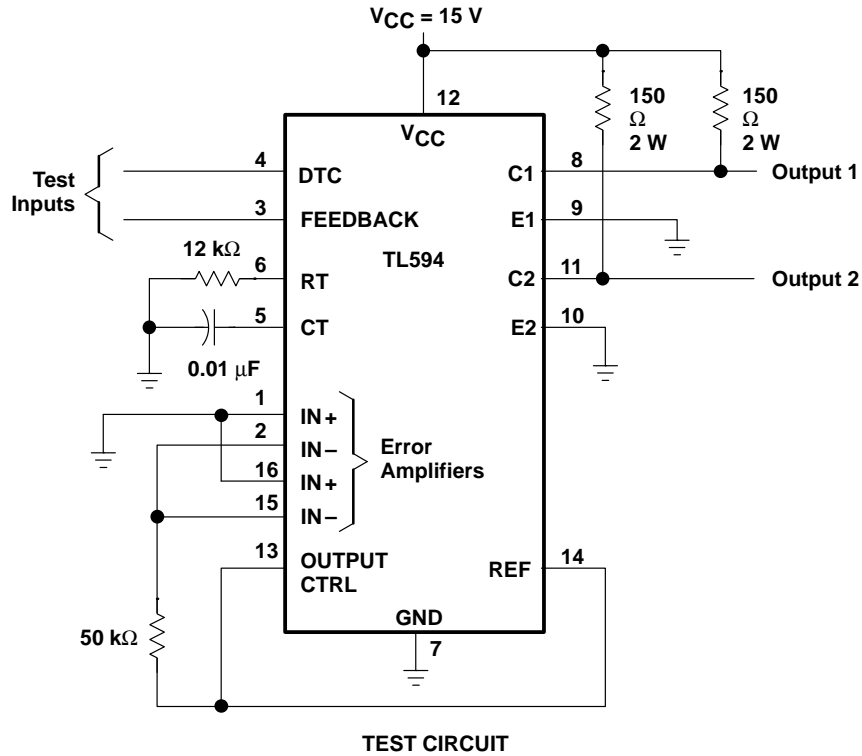 VCC = 15 V
12
VCC
150
Ω
2 W
150
Ω
2 W
Test
Inputs
4
DTC
C1
8
Output 1
3
FEEDBACK
E1
9
12 kΩ
TL594
6
RT
C2
11
Output 2
5
CT
E2
10
0.01 μF
1
IN+
2
IN−
16
IN+
15
IN−
Error
Amplifiers
13
OUTPUT
CTRL
REF
14
GND
7
50 kΩ
TEST CIRCUIT